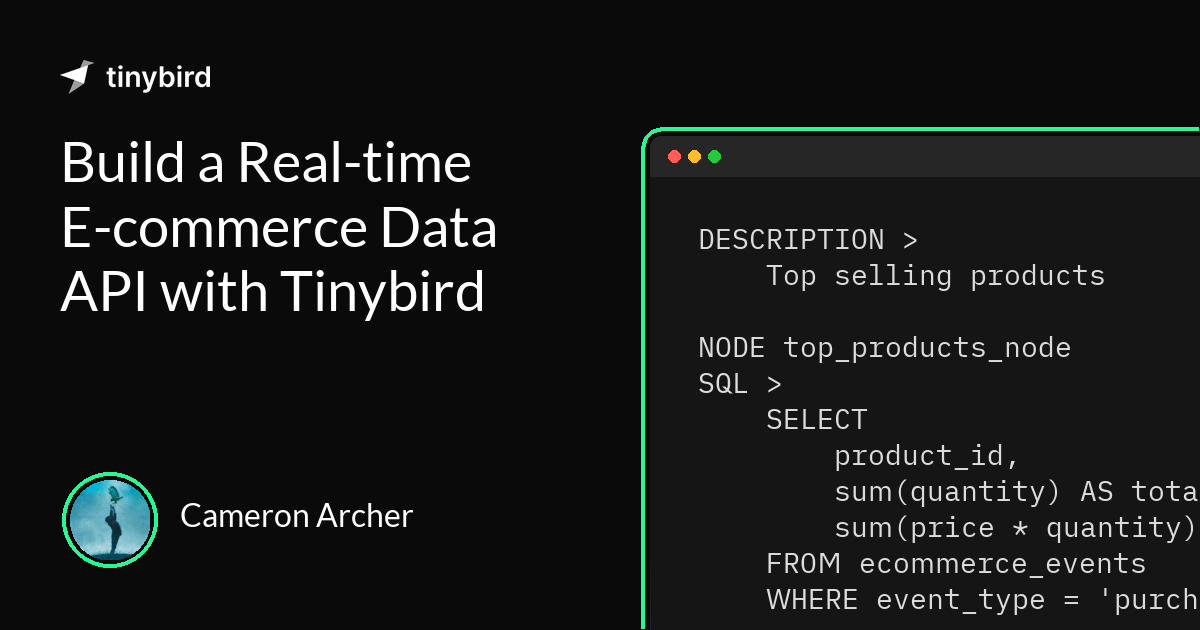 tinybird
Build a Real-time
E-commerce Data
API with Tinybird
Cameron Archer
DESCRIPTION >
Top selling products
NODE top_products_node
SQL >
SELECT
product_id,
sum(quantity) AS tota
sum(price * quantity)
FROM ecommerce_events
WHERE event_type = 'purch